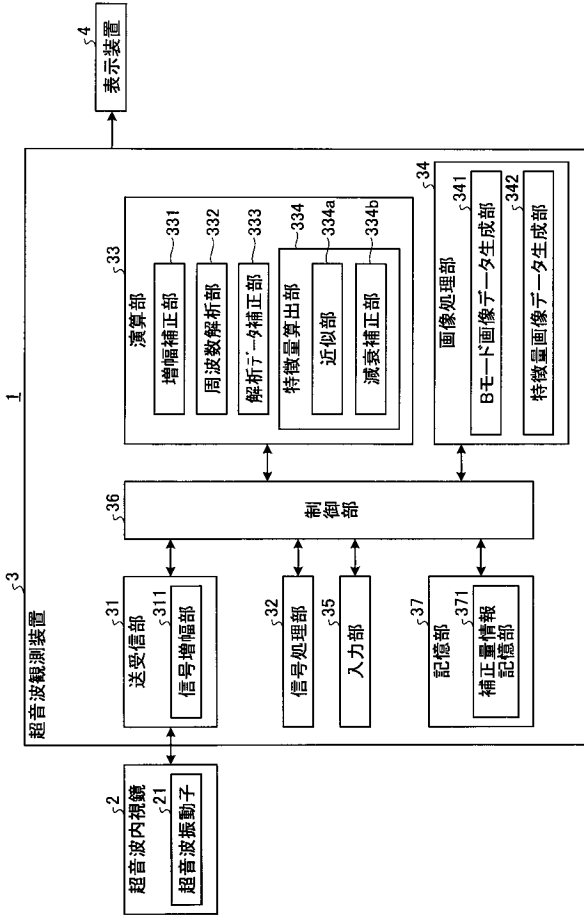 1
超音波内視鏡
2
超音波振動子
21
超音波観測装置
3
送受信部
31
信号増幅部
311
信号処理部
32
入力部
35
記憶部
37
補正量情報
記憶部
371
制御部
36
演算部
33
増幅補正部
331
周波数解析部
332
解析データ補正部
333
特徴量算出部
334
近似部
334a
減衰補正部
334b
画像処理部
34
Bモード画像データ生成部
341
特徴量画像データ生成部
342
表示装置
4